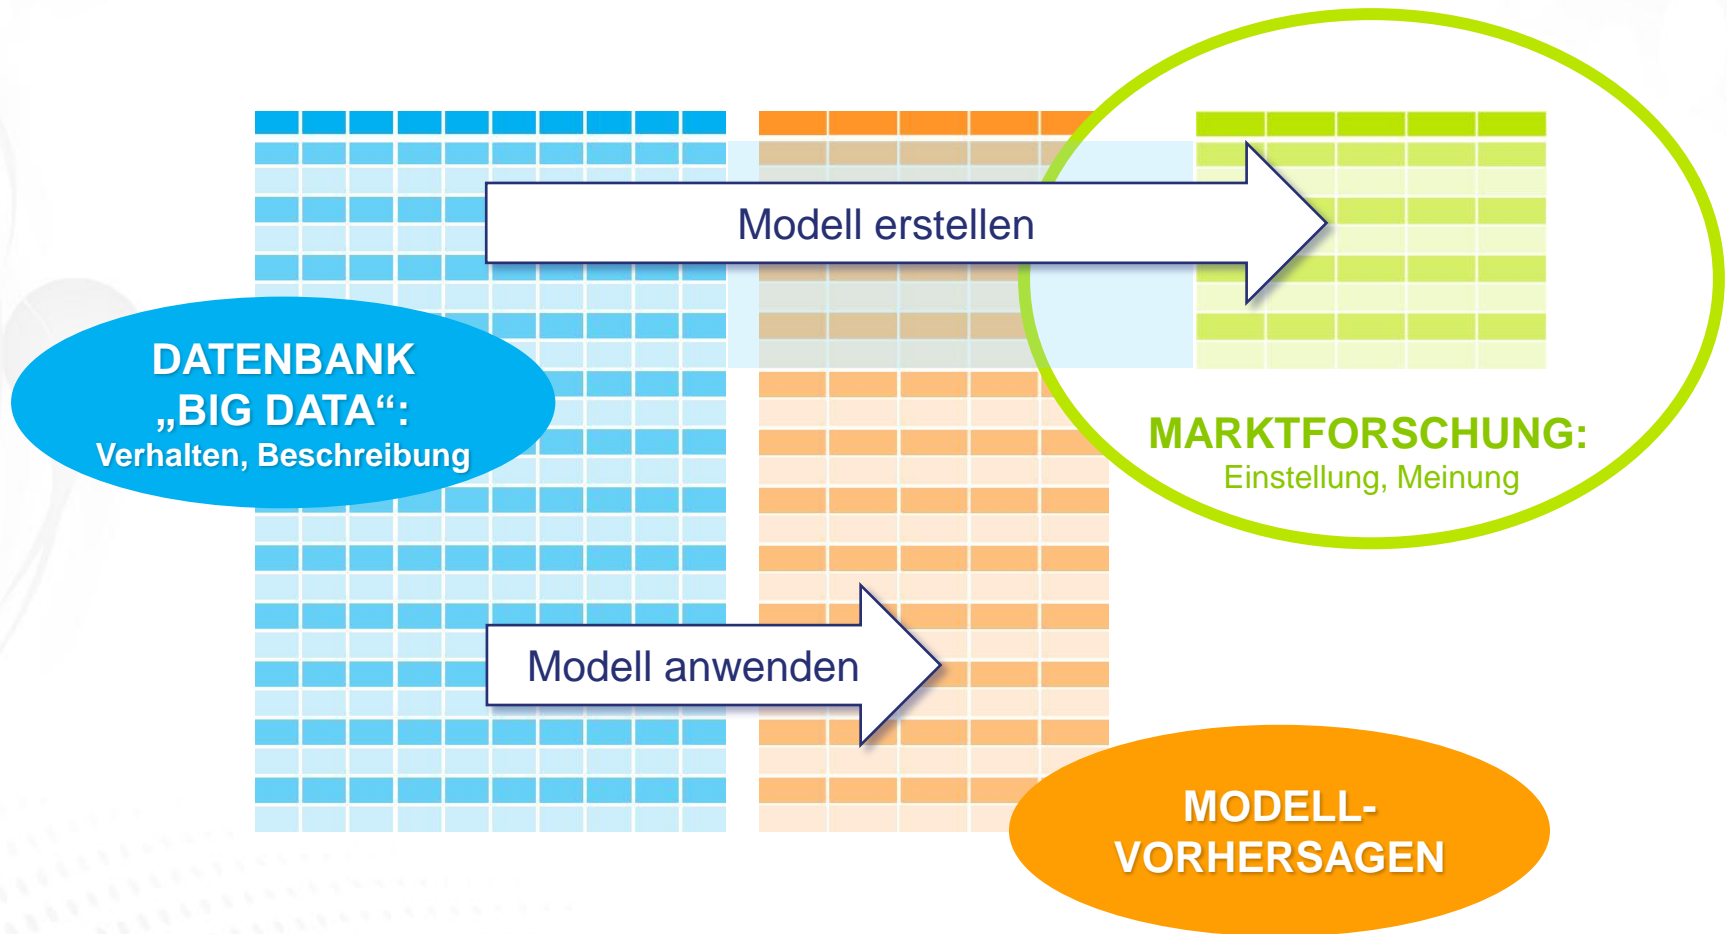 Modell erstellen
DATENBANK
„BIG DATA“:
Verhalten, Beschreibung
MARKTFORSCHUNG:
Einstellung, Meinung
Modell anwenden
MODELL-
VORHERSAGEN